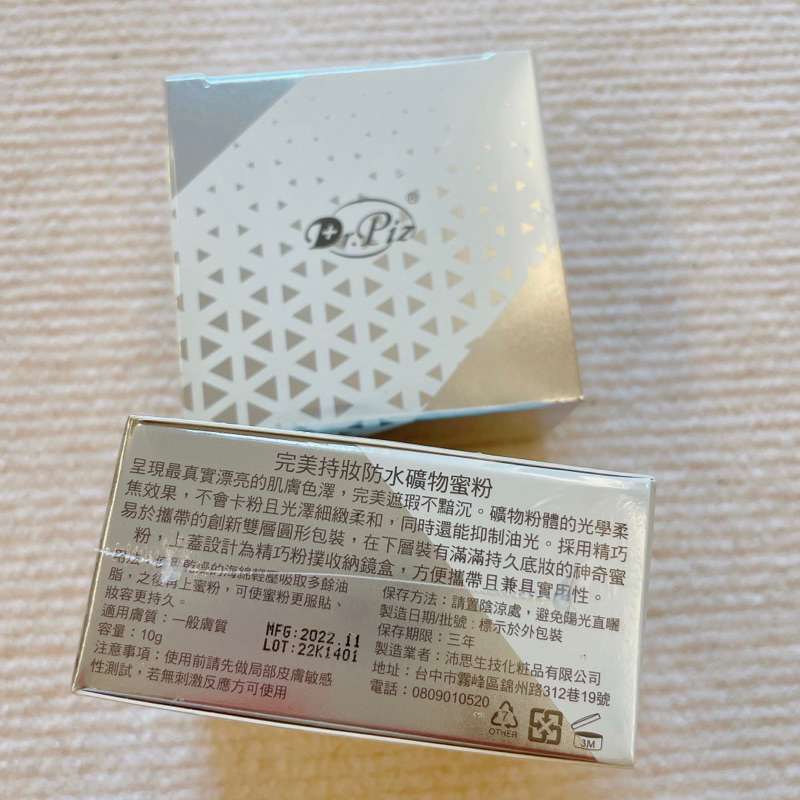 Dr.Piz®
完美持妝防水礦物蜜粉
呈現最真實漂亮的肌膚色澤，完美遮瑕不黯沉。礦物粉體的光學柔
焦效果，不會卡粉且光澤細緻柔和，同時還能抑制油光。採用精巧
易於攜帶的創新雙層圓形包裝，在下層裝有滿滿持久底妝的神奇蜜
粉，上蓋設計為精巧粉撲收納鏡盒，方便攜帶且兼具實用性。
乾燥的海綿輕壓吸取多餘油
脂，之後再上蜜粉，可使蜜粉更服貼、
妝容更持久。
適用膚質：一般膚質
容量：10g
MFG:2022.11
LOT:22K1401
注意事項：使用前請先做局部皮膚敏感
性測試，若無刺激反應方可使用
保存方法：請置陰涼處，避免陽光直曬
製造日期/批號：標示於外包裝
保存期限：三年
製造業者：沛思生技化粧品有限公司
地址：台中市霧峰區錦州路312巷19號
電話：0809010520
7
OTHER
3M